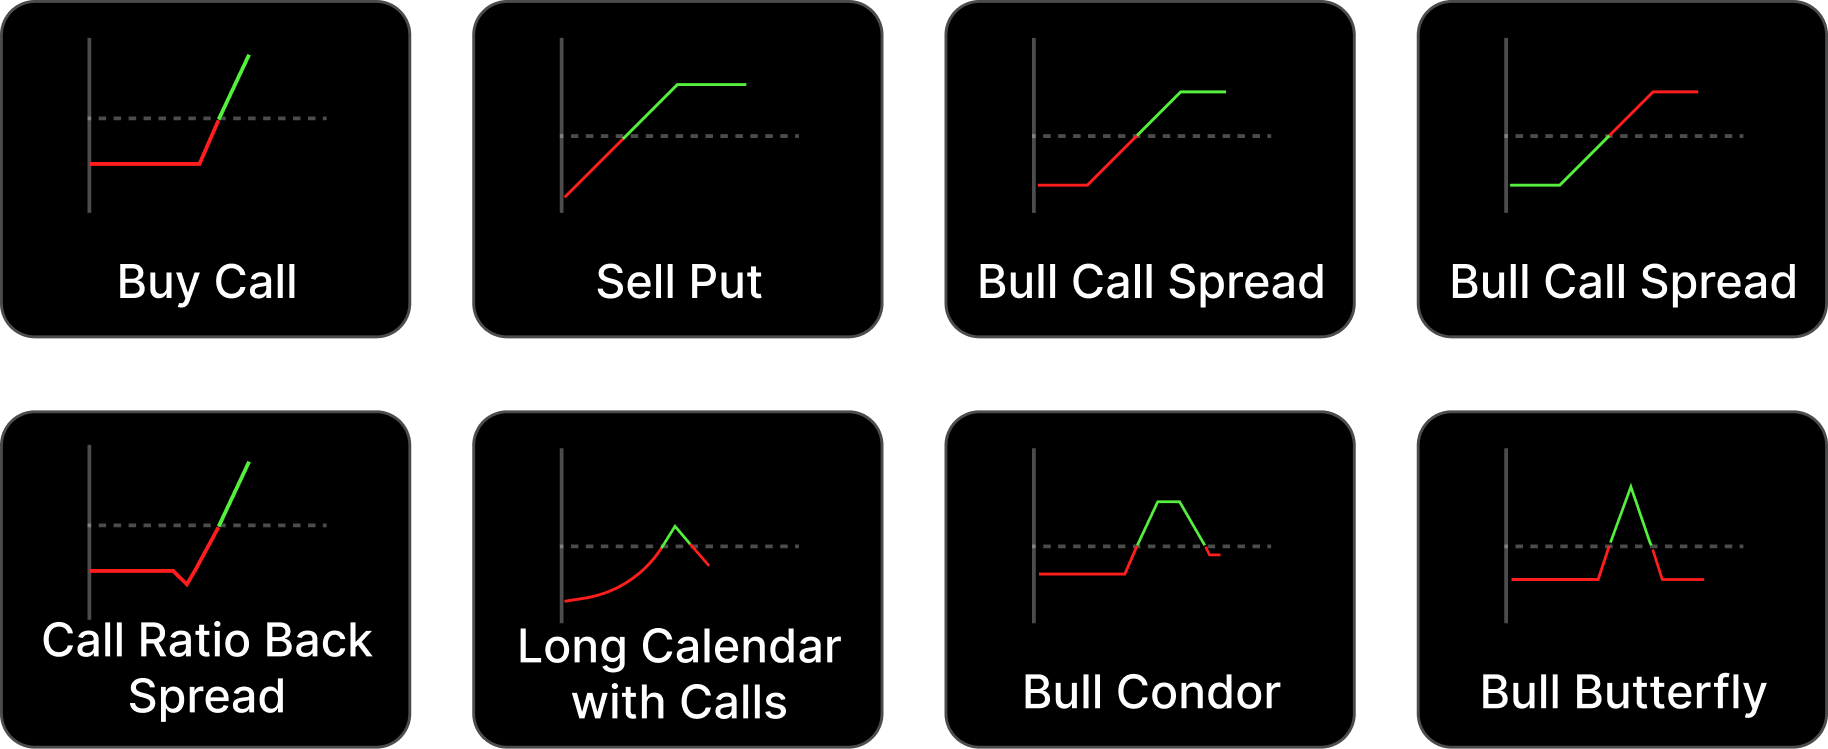 Buy Call
Sell Put
Bull Call Spread
Bull Call Spread
Call Ratio Back
Spread
Long Calendar
with Calls
Bull Condor
Bull Butterfly